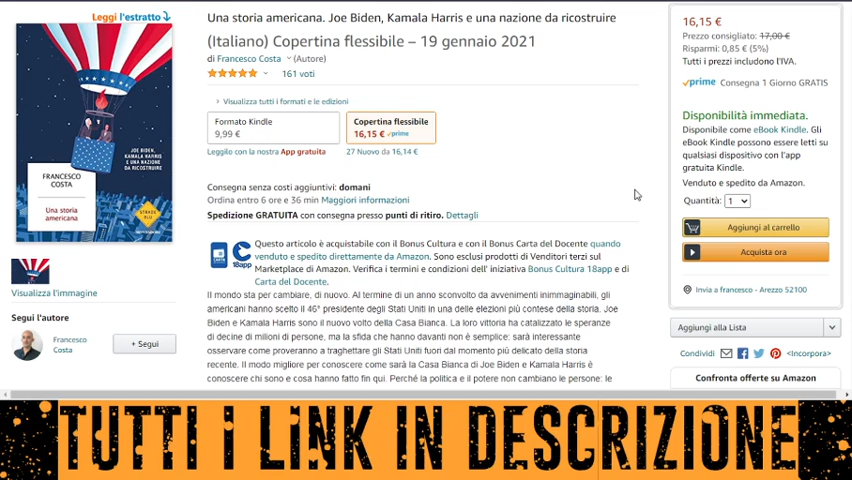 Leggi l'estratto
JOE BIDEN,
KAMALA HARRIS
E UNA NAZIONE
DA RICOSTRUIRE
FRANCESCO
COSTA
Una storia
americana
STRADE
BLU
Visualizza l'immagine
Segui l'autore
Francesco
Costa
+ Segui
Una storia americana. Joe Biden, Kamala Harris e una nazione da ricostruire
(Italiano) Copertina flessibile – 19 gennaio 2021
di Francesco Costa (Autore)
161 voti
Visualizza tutti i formati e le edizioni
Formato Kindle
9,99 €
Copertina flessibile
16,15 € prime
Leggilo con la nostra App gratuita
27 Nuovo da 16,14 €
Consegna senza costi aggiuntivi: domani
Ordina entro 6 ore e 36 min Maggiori informazioni
Spedizione GRATUITA con consegna presso punti di ritiro. Dettagli
18app
Questo articolo è acquistabile con il Bonus Cultura e con il Bonus Carta del Docente quando
venduto e spedito direttamente da Amazon. Sono esclusi prodotti di Venditori terzi sul
Marketplace di Amazon. Verifica i termini e condizioni dell' iniziativa Bonus Cultura 18app e di
Carta del Docente.
Il mondo sta per cambiare, di nuovo. Al termine di un anno sconvolto da avvenimenti inimmaginabili, gli
americani hanno scelto il 46° presidente degli Stati Uniti in una delle elezioni più contese della storia. Joe
Biden e Kamala Harris sono il nuovo volto della Casa Bianca. La loro vittoria ha catalizzato le speranze
di decine di milioni di persone, ma la sfida che hanno davanti non è semplice: sarà interessante
osservare come proveranno a traghettare gli Stati Uniti fuori dal momento più delicato della storia
recente. Il modo migliore per conoscere come sarà la Casa Bianca di Joe Biden e Kamala Harris è
conoscere chi sono e cosa hanno fatto fin qui. Perché la politica e il potere non cambiano le persone: le
16,15 €
Prezzo consigliato: 17,00 €
Risparmi: 0,85 € (5%)
Tutti i prezzi includono l'IVA.
prime Consegna 1 Giorno GRATIS
Disponibilità immediata.
Disponibile come eBook Kindle. Gli
eBook Kindle possono essere letti su
qualsiasi dispositivo con l'app
gratuita Kindle.
Venduto e spedito da Amazon.
Quantità: 1
Aggiungi al carrello
Acquista ora
Invia a francesco - Arezzo 52100
Aggiungi alla Lista
Condividi
<Incorpora>
Confronta offerte su Amazon
TUTTI I LINK IN DESCRIZIONE